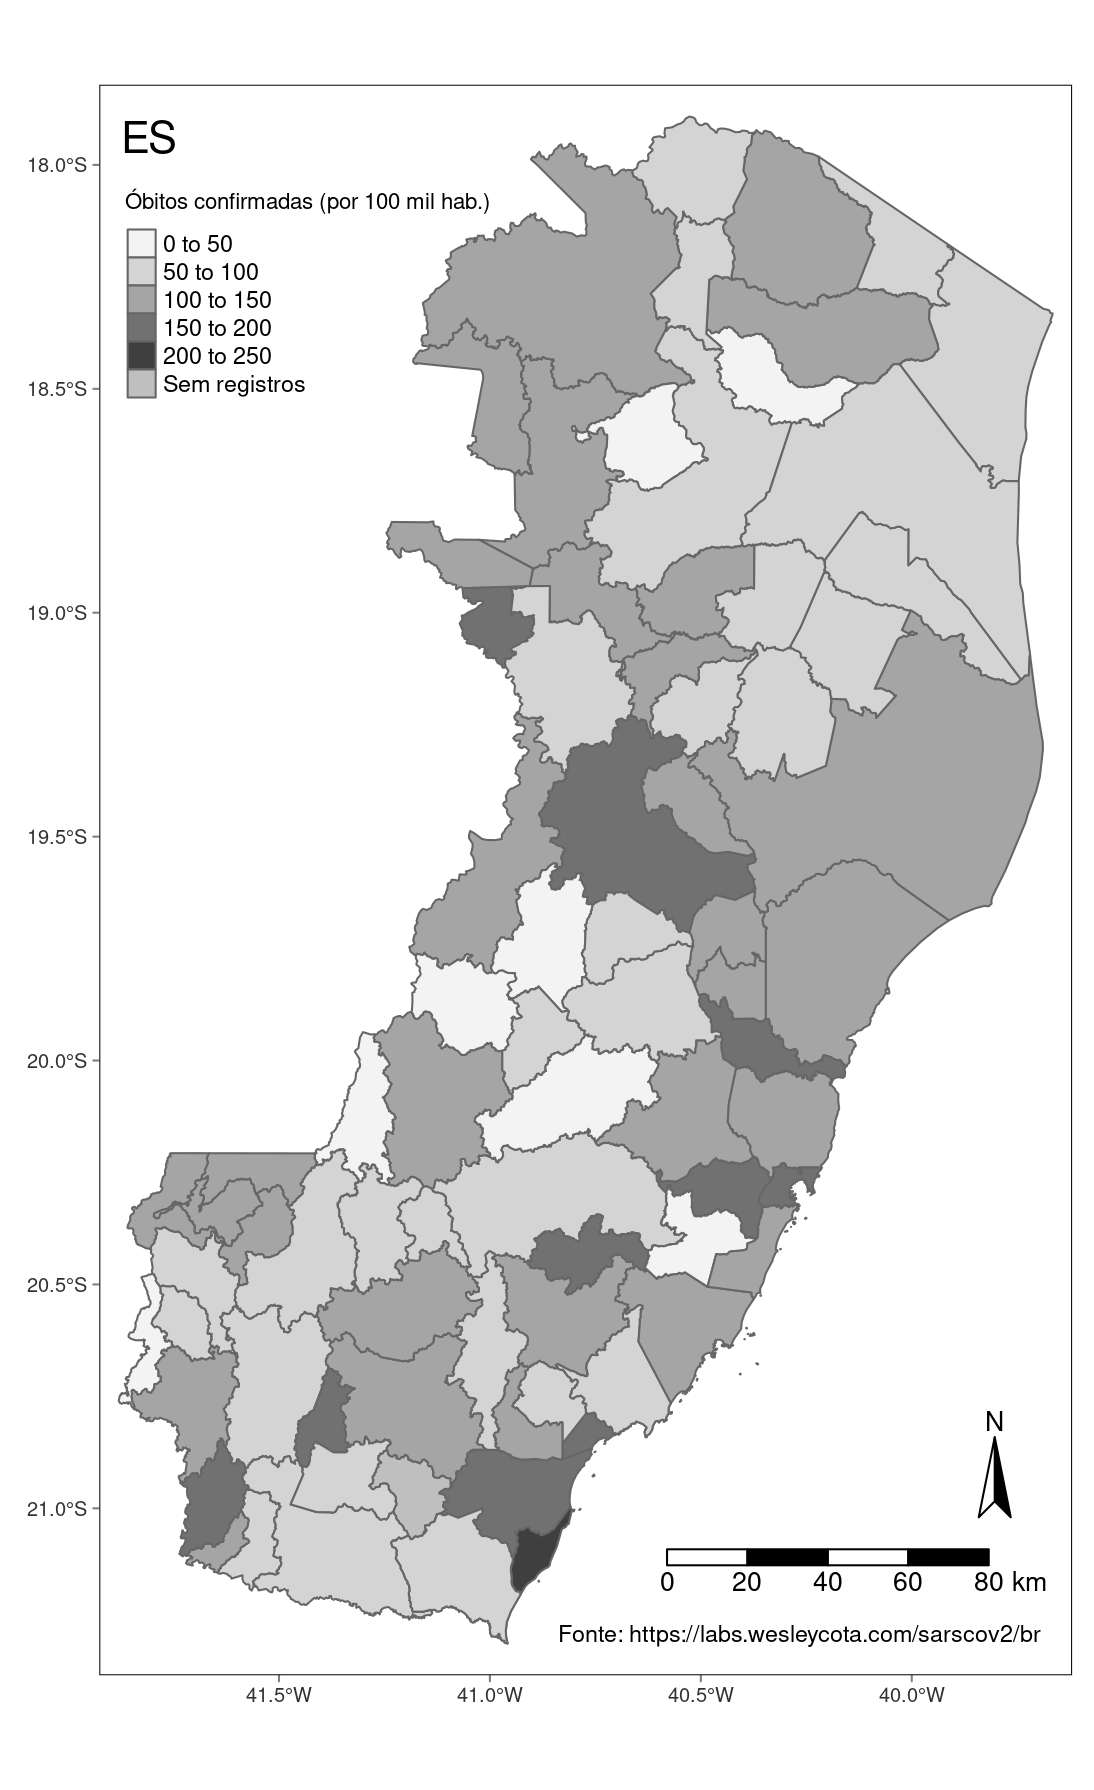 ES
Óbitos confirmadas (por 100 mil hab.)
0 to 50
50 to 100
100 to 150
150 to 200
200 to 250
Sem registros
18.0°S
18.5°S
19.0°S
19.5°S
20.0°S
20.5°S
21.0°S
N
0 20 40 60 80 km
Fonte: https://labs.wesleycota.com/sarscov2/br
41.5°W 41.0°W 40.5°W 40.0°W